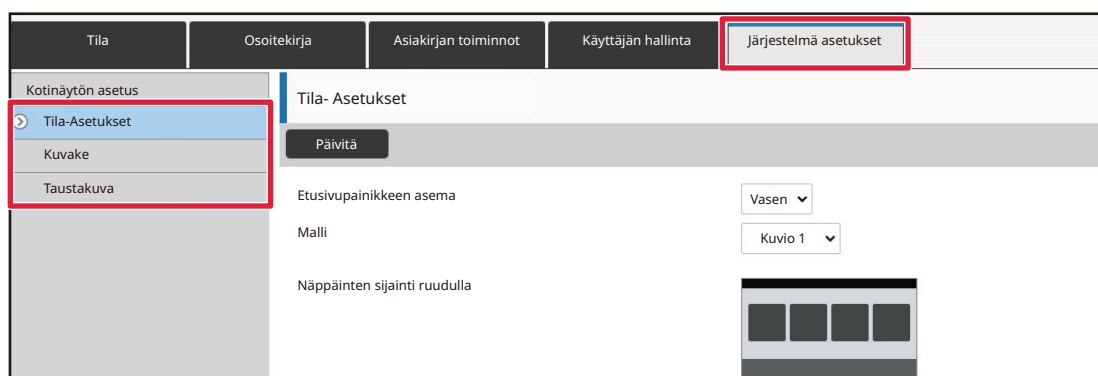 Tila
Osoitekirja
Asiakirjan toiminnot
Käyttäjän hallinta
Järjestelmä asetukset
Kotinäytön asetus
Tila-Asetukset
Kuvake
Taustakuva
Tila- Asetukset
Päivitä
Etusivupainikkeen asema
Vasen
Malli
Kuvio 1
Näppäinten sijainti ruudulla